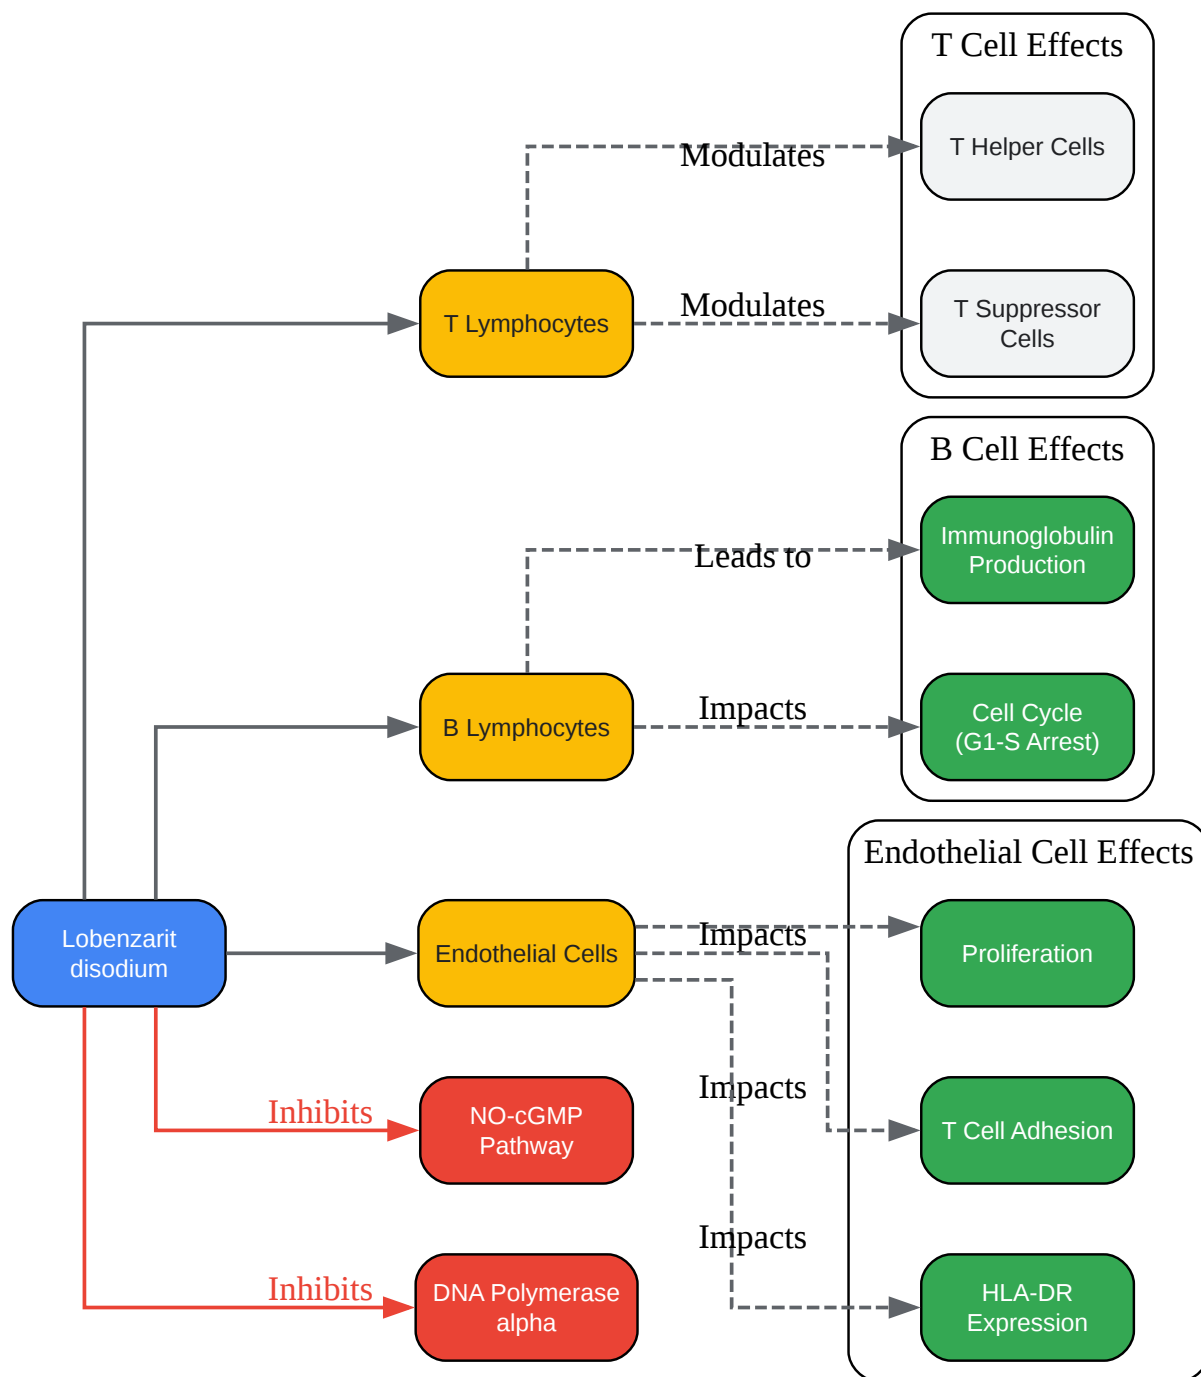 T Cell Effects
T Helper Cells
Modulates
T Suppressor
Cells
Modulates
T Lymphocytes
B Cell Effects
Immunoglobulin
Production
Leads to
Cell Cycle
(G1-S Arrest)
Impacts
B Lymphocytes
Endothelial Cell Effects
Lobenzarit
disodium
Endothelial Cells
Impacts
Proliferation
Impacts
T Cell Adhesion
Inhibits
NO-cGMP
Pathway
Impacts
HLA-DR
Expression
Inhibits
DNA Polymerase
alpha